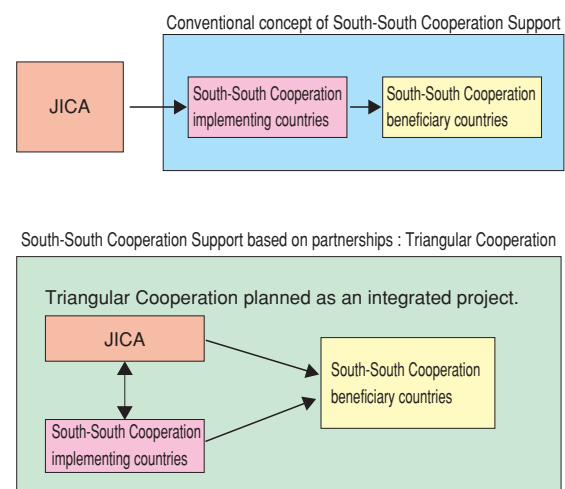 Conventional concept of South-South Cooperation Support
JICA
South-South Cooperation
implementing countries
South-South Cooperation
beneficiary countries
South-South Cooperation Support based on partnerships : Triangular Cooperation
Triangular Cooperation planned as an integrated project.
JICA
South-South Cooperation
beneficiary countries
South-South Cooperation
implementing countries